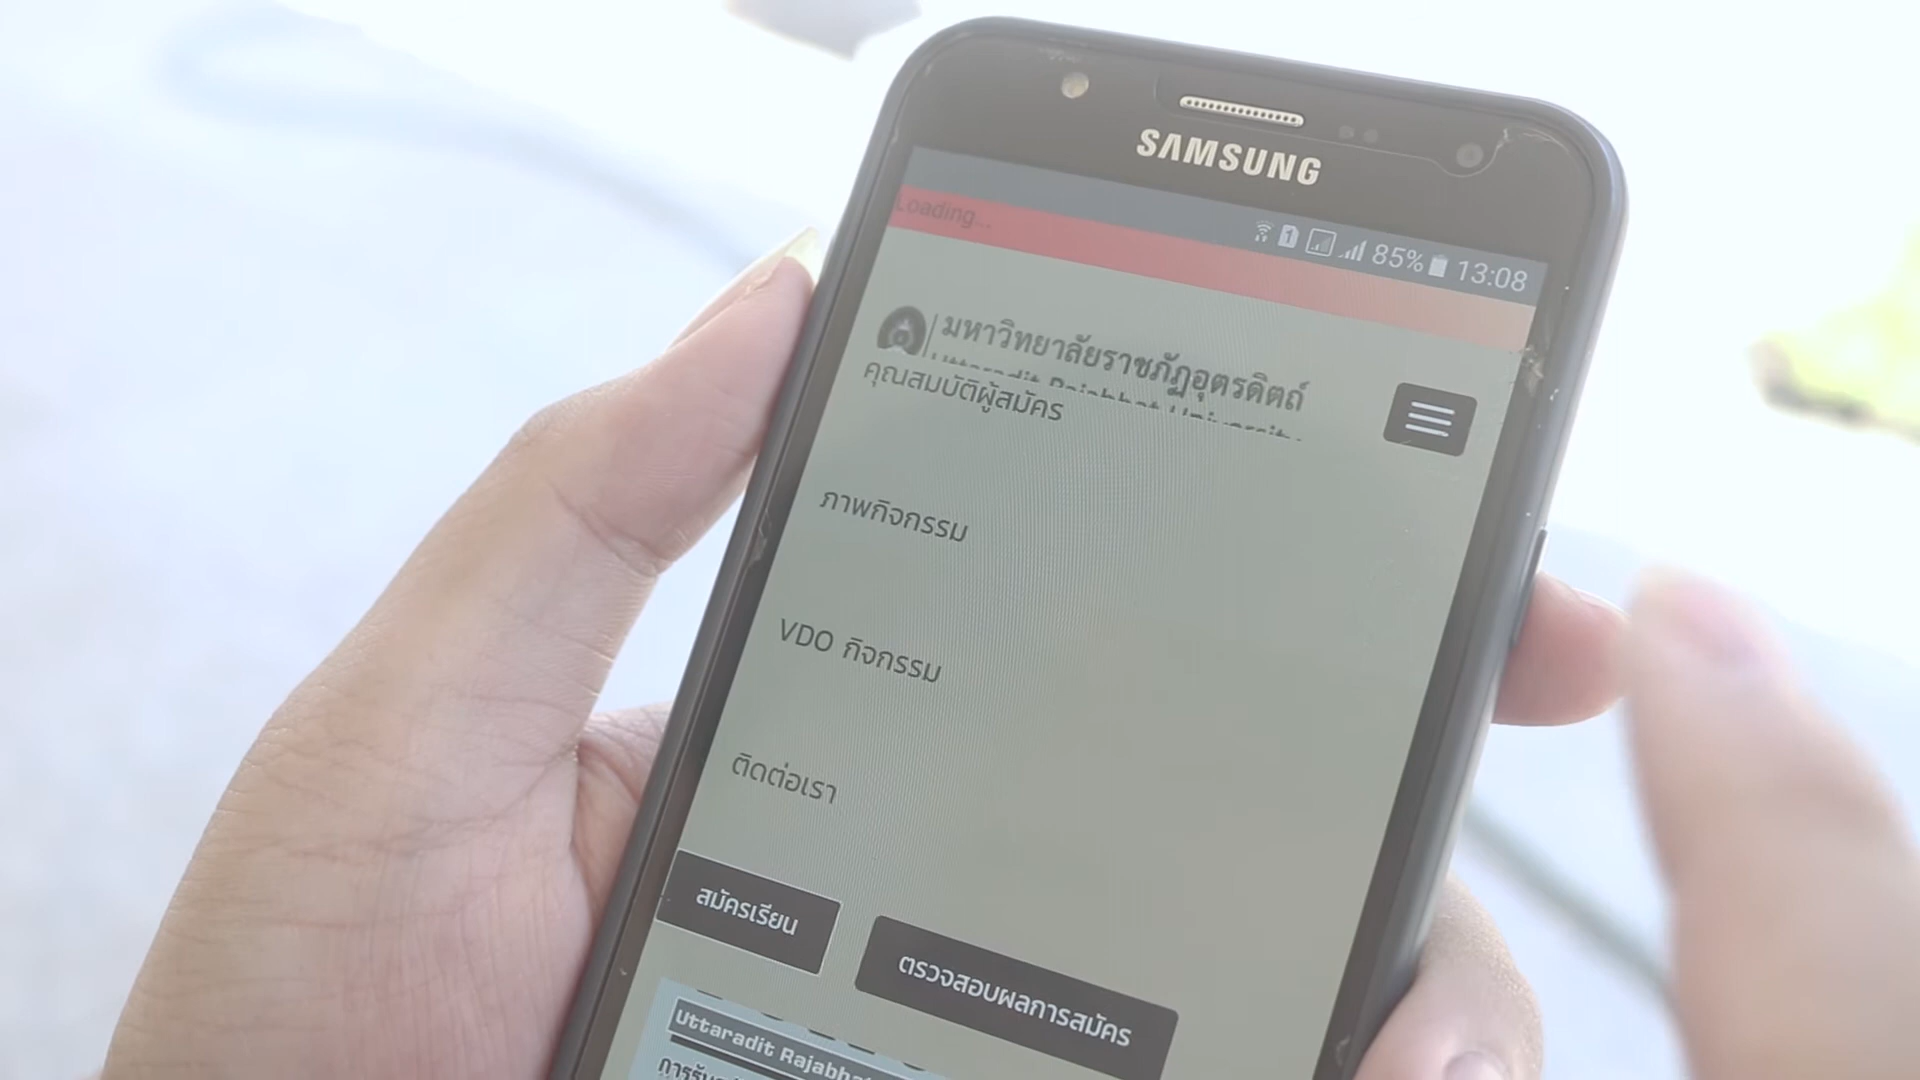 SAMSUNG
Loading...
85% 13:08
มหาวิทยาลัยราชภัฏอุตรดิตถ์
Uttaradit Rajabhat University
คุณสมบัติผู้สมัคร
ภาพกิจกรรม
VDO กิจกรรม
ติดต่อเรา
สมัครเรียน
ตรวจสอบผลการสมัคร
Uttaradit